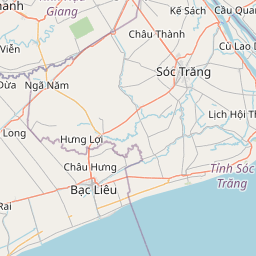 Kế Sách
Cầu Quan
hanh
Giang
Châu Thành
Cù Lao D
Viên
Sóc Trăng
Dừa
Ngã Năm
Lịch Hội Th
Long
Hưng Lợi
Châu Hưng
Tỉnh Sóc
Trăng
Bạc Liêu
Rai